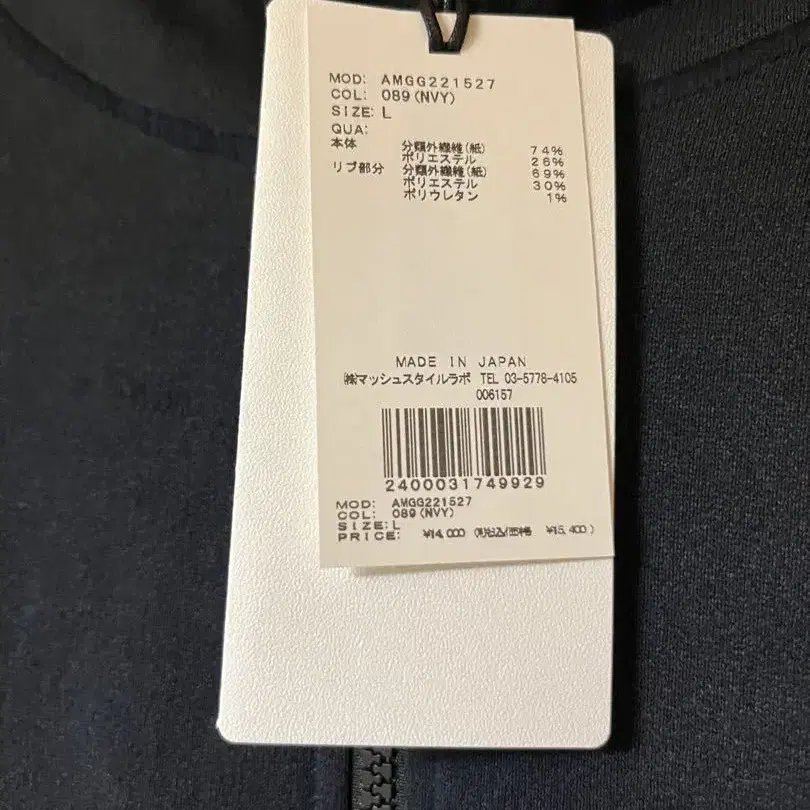 MOD: AMGG221527
COL: 089(NVY)
SIZE: L
QUA:
本体 分類外繊維(紙) 74%
ポリエステル 26%
リブ部分 分類外繊維(紙) 69%
ポリエステル 30%
ポリウレタン 1%
MADE IN JAPAN
㈱マッシュスタイルラボ TEL 03-5778-4105
006157
2400031749929
MOD: AMGG221527
COL: 089(NVY)
SIZE:L
PRICE: ¥14,000 (税込価格 ¥15,400)